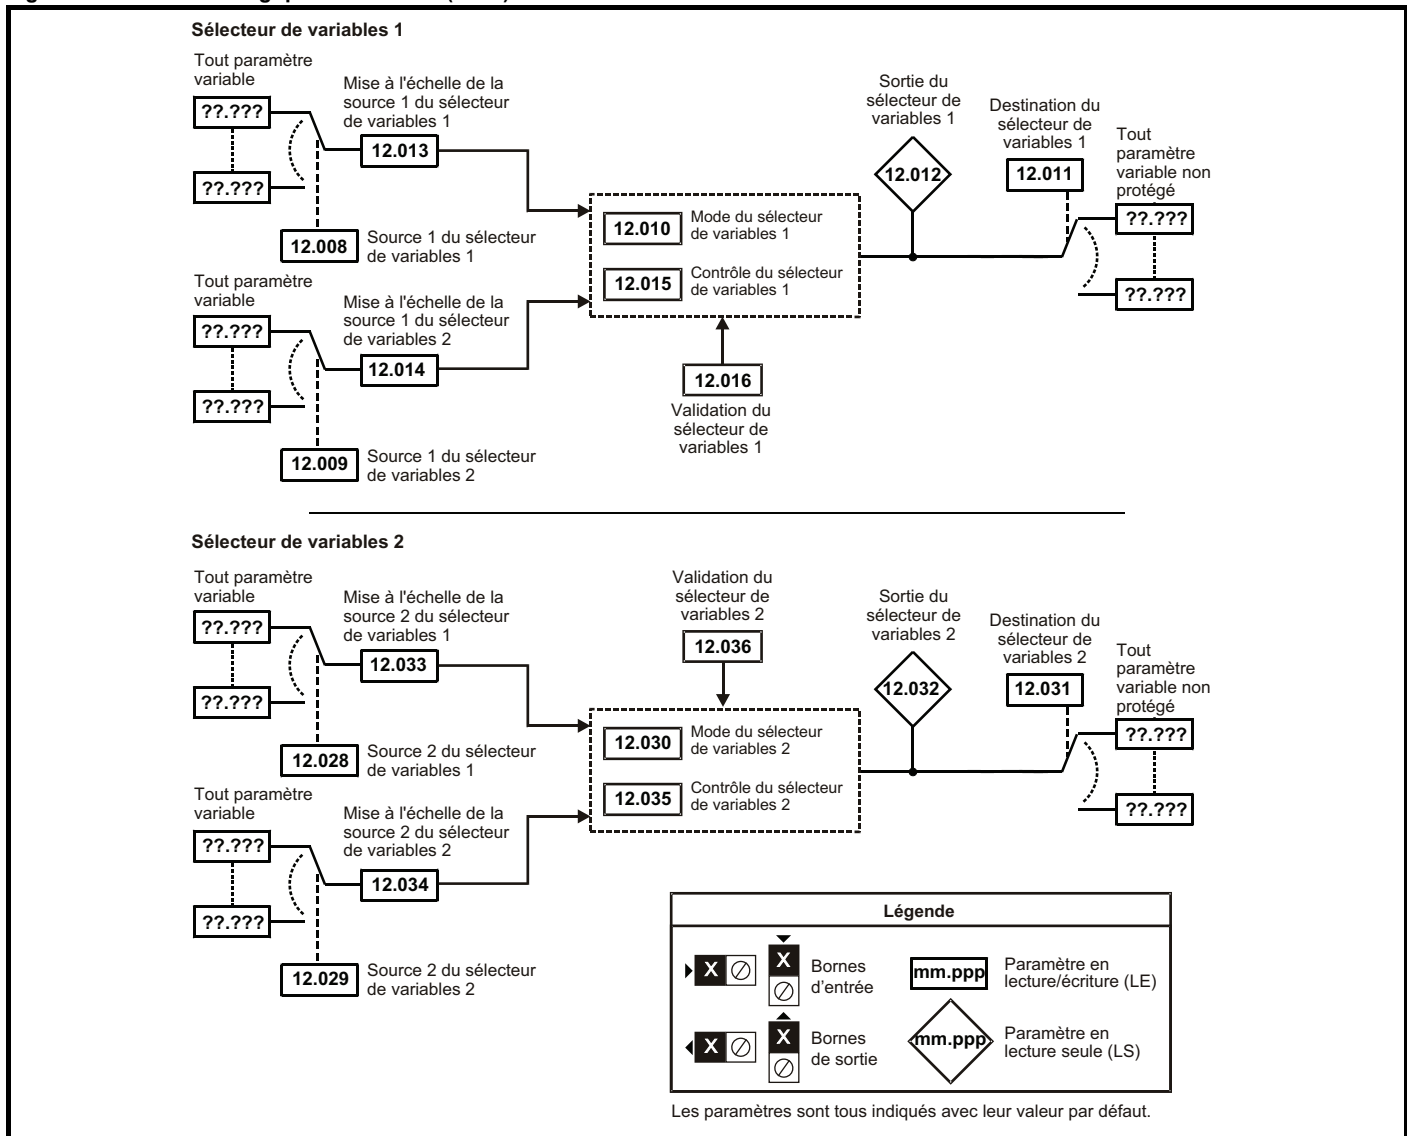 Sélecteur de variables 1
Tout paramètre
variable
??.???
??.???
Mise à l'échelle de la
source 1 du sélecteur
de variables 1
12.013
12.008
Source 1 du sélecteur
de variables 1
Tout paramètre
variable
??.???
??.???
Mise à l'échelle de la
source 1 du sélecteur
de variables 2
12.014
12.009
Source 1 du sélecteur
de variables 2
12.010
Mode du sélecteur
de variables 1
12.015
Contrôle du sélecteur
de variables 1
12.016
Validation du
sélecteur de
variables 1
Sortie du
sélecteur de
variables 1
12.012
Destination du
sélecteur de
variables 1
12.011
Tout
paramètre
variable non
protégé
??.???
??.???
Sélecteur de variables 2
Tout paramètre
variable
??.???
??.???
Mise à l'échelle de la
source 2 du sélecteur
de variables 1
12.033
12.028
Source 2 du sélecteur
de variables 1
Tout paramètre
variable
??.???
??.???
Mise à l'échelle de la
source 2 du sélecteur
de variables 2
12.034
12.029
Source 2 du sélecteur
de variables 2
Validation du
sélecteur de
variables 2
12.036
12.030
Mode du sélecteur
de variables 2
12.035
Contrôle du sélecteur
de variables 2
Sortie du
sélecteur de
variables 2
12.032
Destination du
sélecteur de
variables 2
12.031
Tout
paramètre
variable non
protégé
??.???
??.???
Légende
X
X
Bornes
d'entrée
mm.ppp
Paramètre en
lecture/écriture (LE)
X
X
Bornes
de sortie
mm.ppp
Paramètre en
lecture seule (LS)
Les paramètres sont tous indiqués avec leur valeur par défaut.